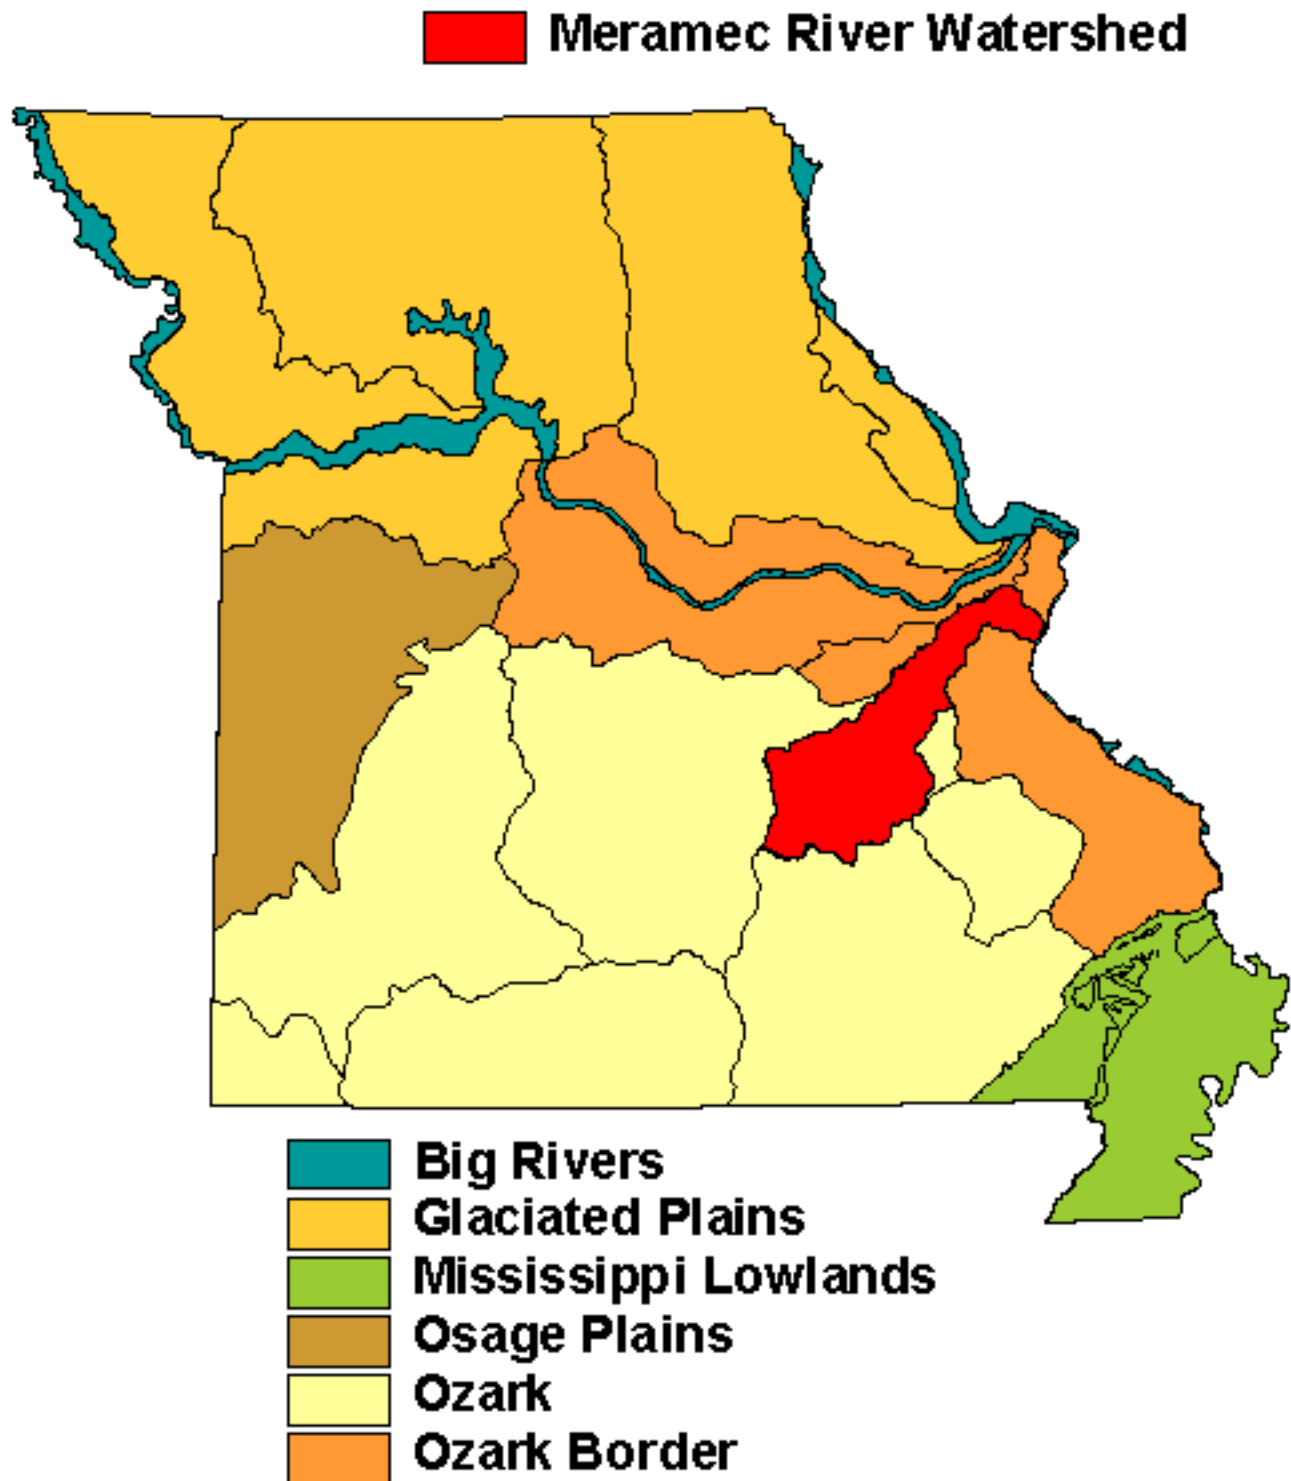 Meramec River Watershed
Big Rivers
Glaciated Plains
Mississippi Lowlands
Osage Plains
Ozark
Ozark Border